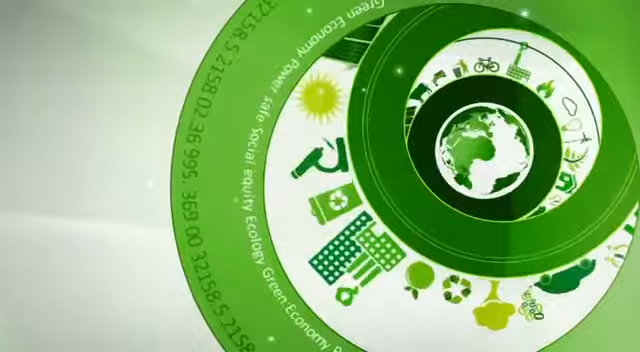 32158.5 2158.02.36 995. 369.00 32158.5 2158
Green Economy Power safe Social equity Ecology Green Economy P